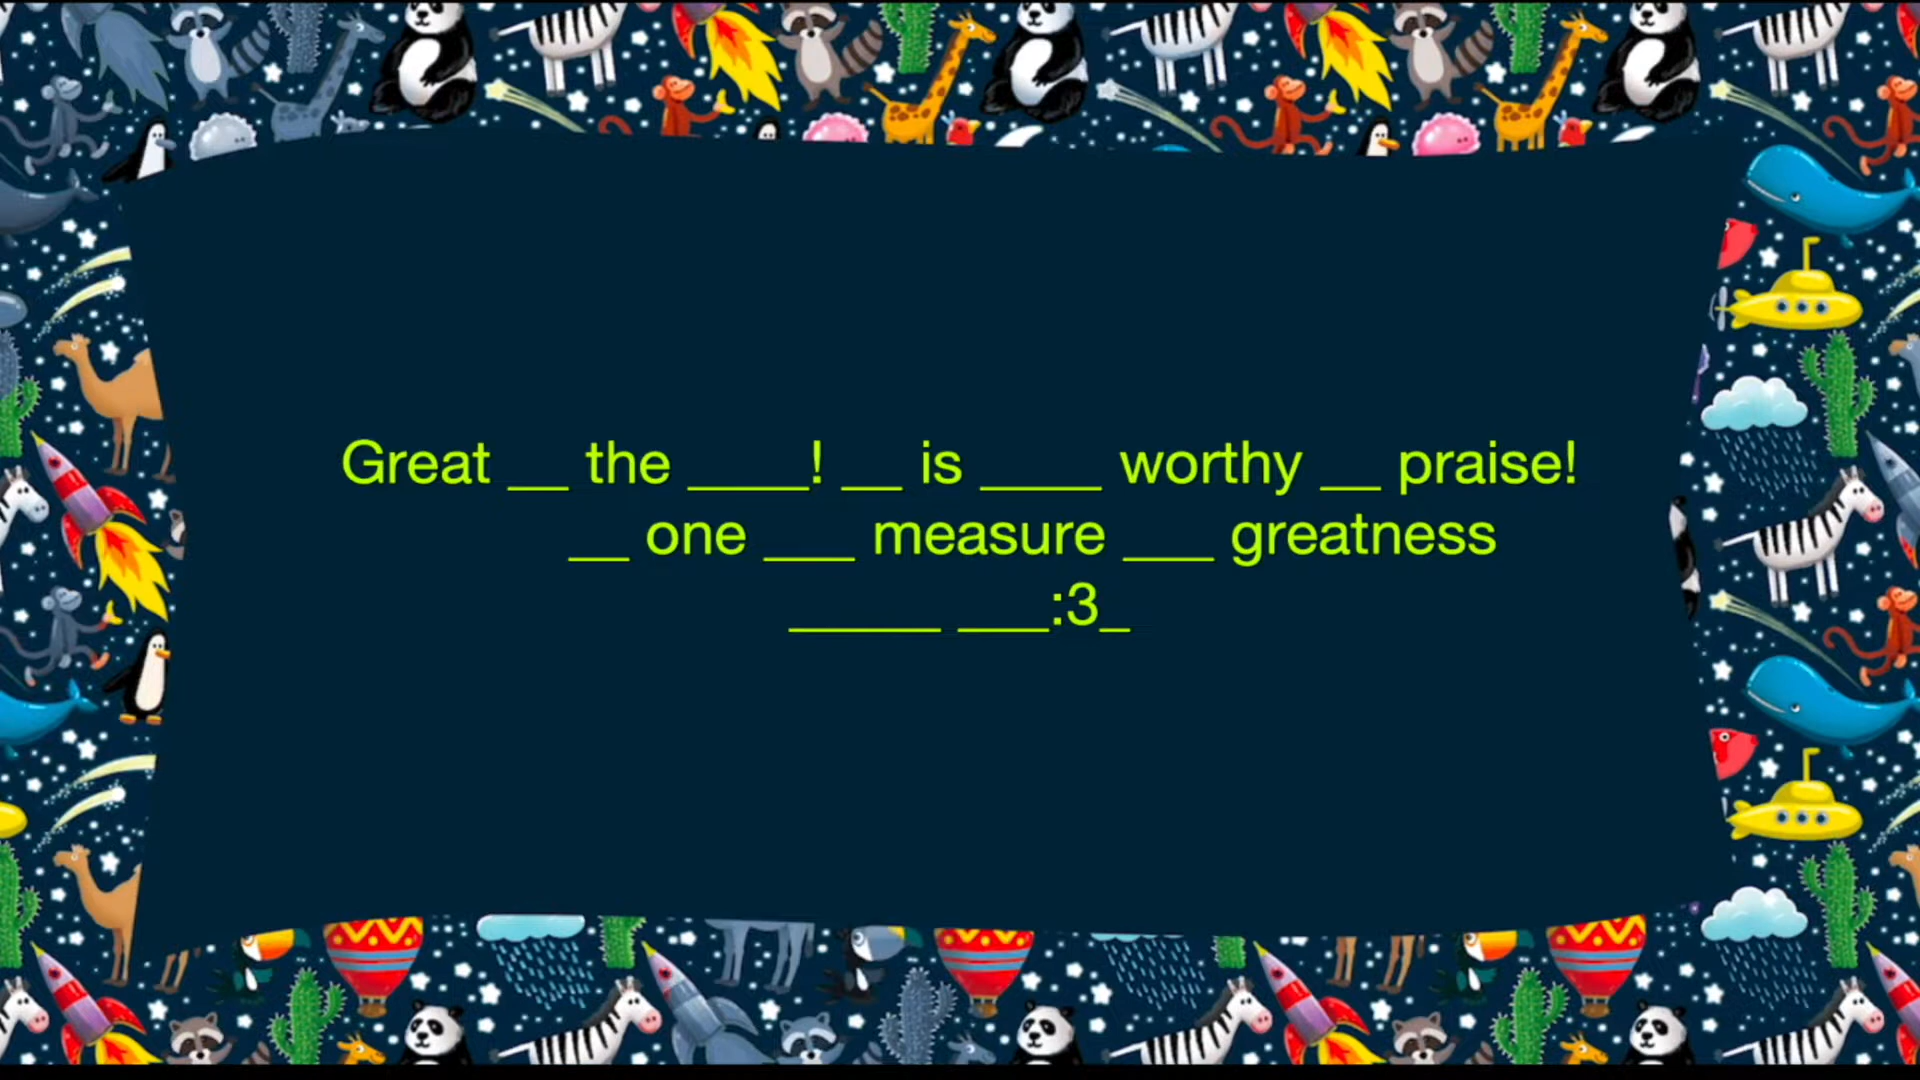 Great __ the ____! __ is ____ worthy __ praise!
__ one ___ measure ___ greatness
_____ ___:3_